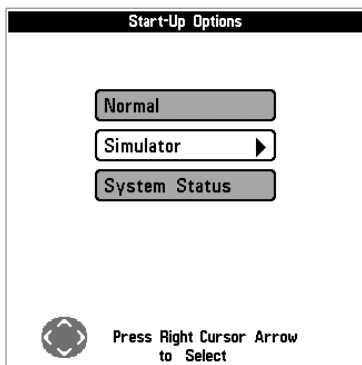 Start-Up Options
Normal
Simulator
System Status
Press Right Cursor Arrow
to Select